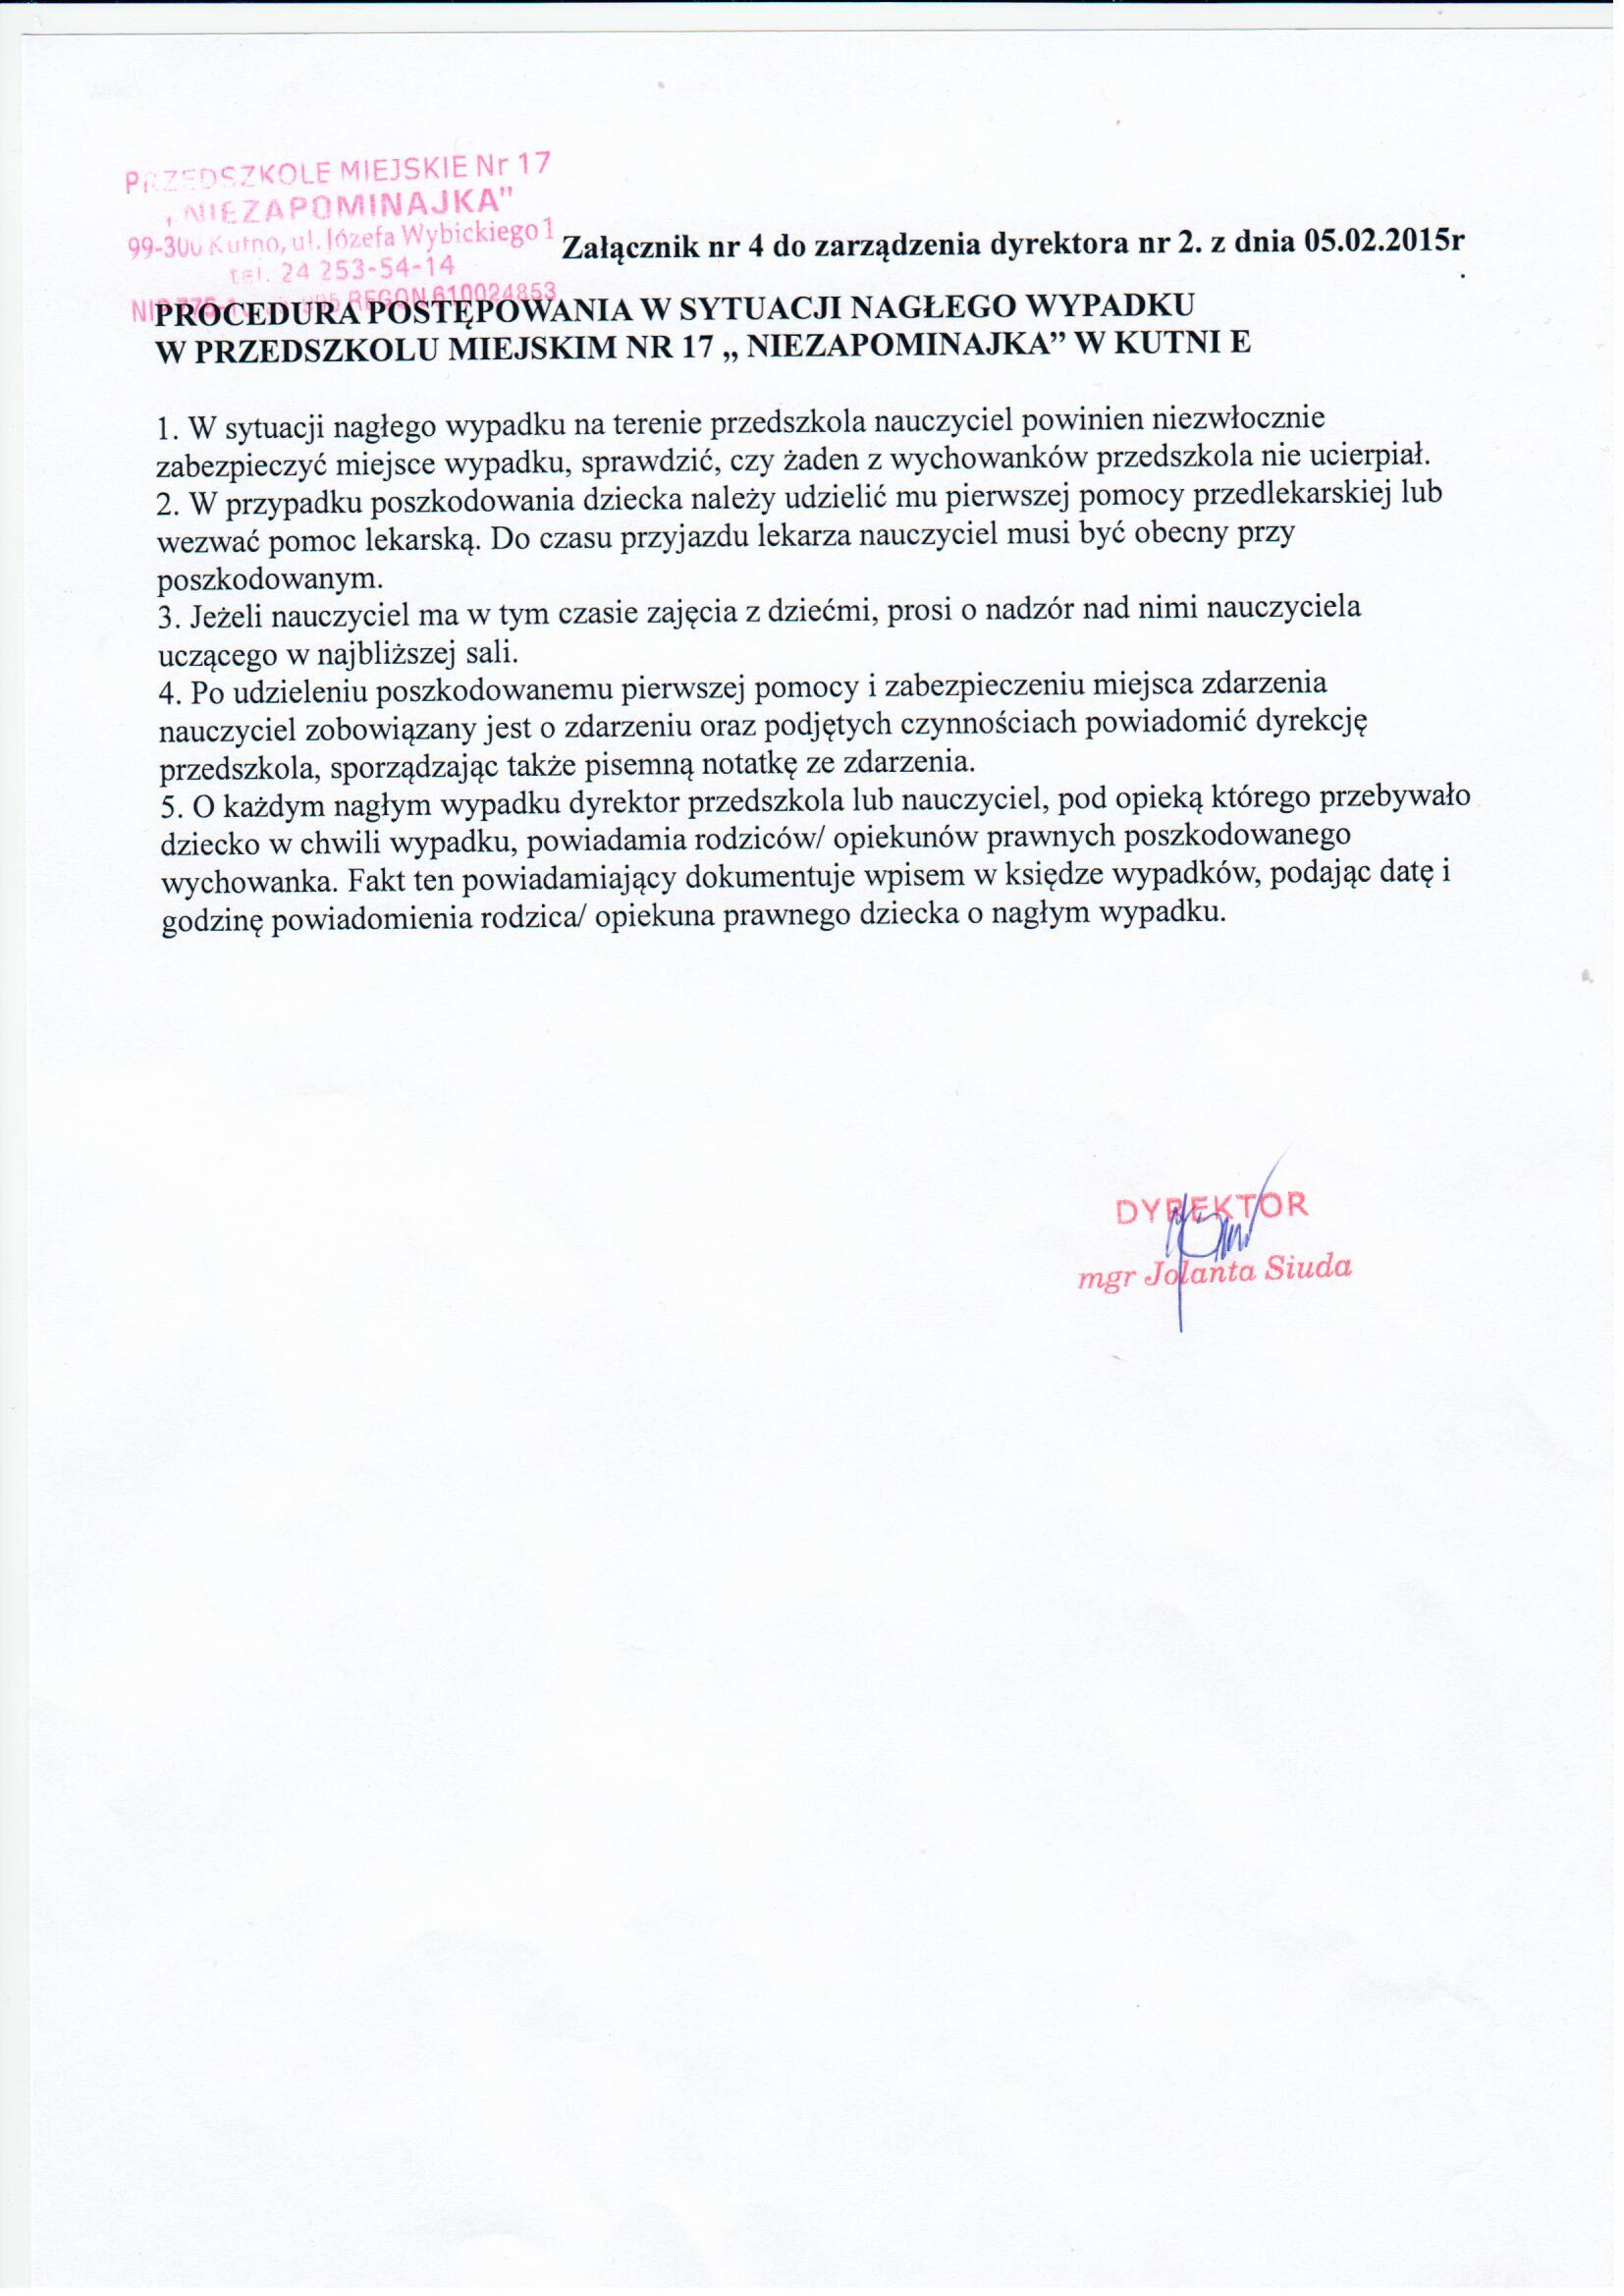 PRZEDSZKOLE MIEJSKIE Nr 17
„NIEZAPOMINAJKA"
99-300 Kutno, ul. Józefa Wybickiego 1
tel. 24 253-54-14
NIP REGON 610024853
Załącznik nr 4 do zarządzenia dyrektora nr 2. z dnia 05.02.2015r
.
PROCEDURA POSTĘPOWANIA W SYTUACJI NAGŁEGO WYPADKU
W PRZEDSZKOLU MIEJSKIM NR 17 „ NIEZAPOMINAJKA” W KUTNI E
1. W sytuacji nagłego wypadku na terenie przedszkola nauczyciel powinien niezwłocznie
zabezpieczyć miejsce wypadku, sprawdzić, czy żaden z wychowanków przedszkola nie ucierpiał.
2. W przypadku poszkodowania dziecka należy udzielić mu pierwszej pomocy przedlekarskiej lub
wezwać pomoc lekarską. Do czasu przyjazdu lekarza nauczyciel musi być obecny przy
poszkodowanym.
3. Jeżeli nauczyciel ma w tym czasie zajęcia z dziećmi, prosi o nadzór nad nimi nauczyciela
uczącego w najbliższej sali.
4. Po udzieleniu poszkodowanemu pierwszej pomocy i zabezpieczeniu miejsca zdarzenia
nauczyciel zobowiązany jest o zdarzeniu oraz podjętych czynnościach powiadomić dyrekcję
przedszkola, sporządzając także pisemną notatkę ze zdarzenia.
5. O każdym nagłym wypadku dyrektor przedszkola lub nauczyciel, pod opieką którego przebywało
dziecko w chwili wypadku, powiadamia rodziców/ opiekunów prawnych poszkodowanego
wychowanka. Fakt ten powiadamiający dokumentuje wpisem w księdze wypadków, podając datę i
godzinę powiadomienia rodzica/ opiekuna prawnego dziecka o nagłym wypadku.
DYREKTOR
mgr Jolanta Siuda